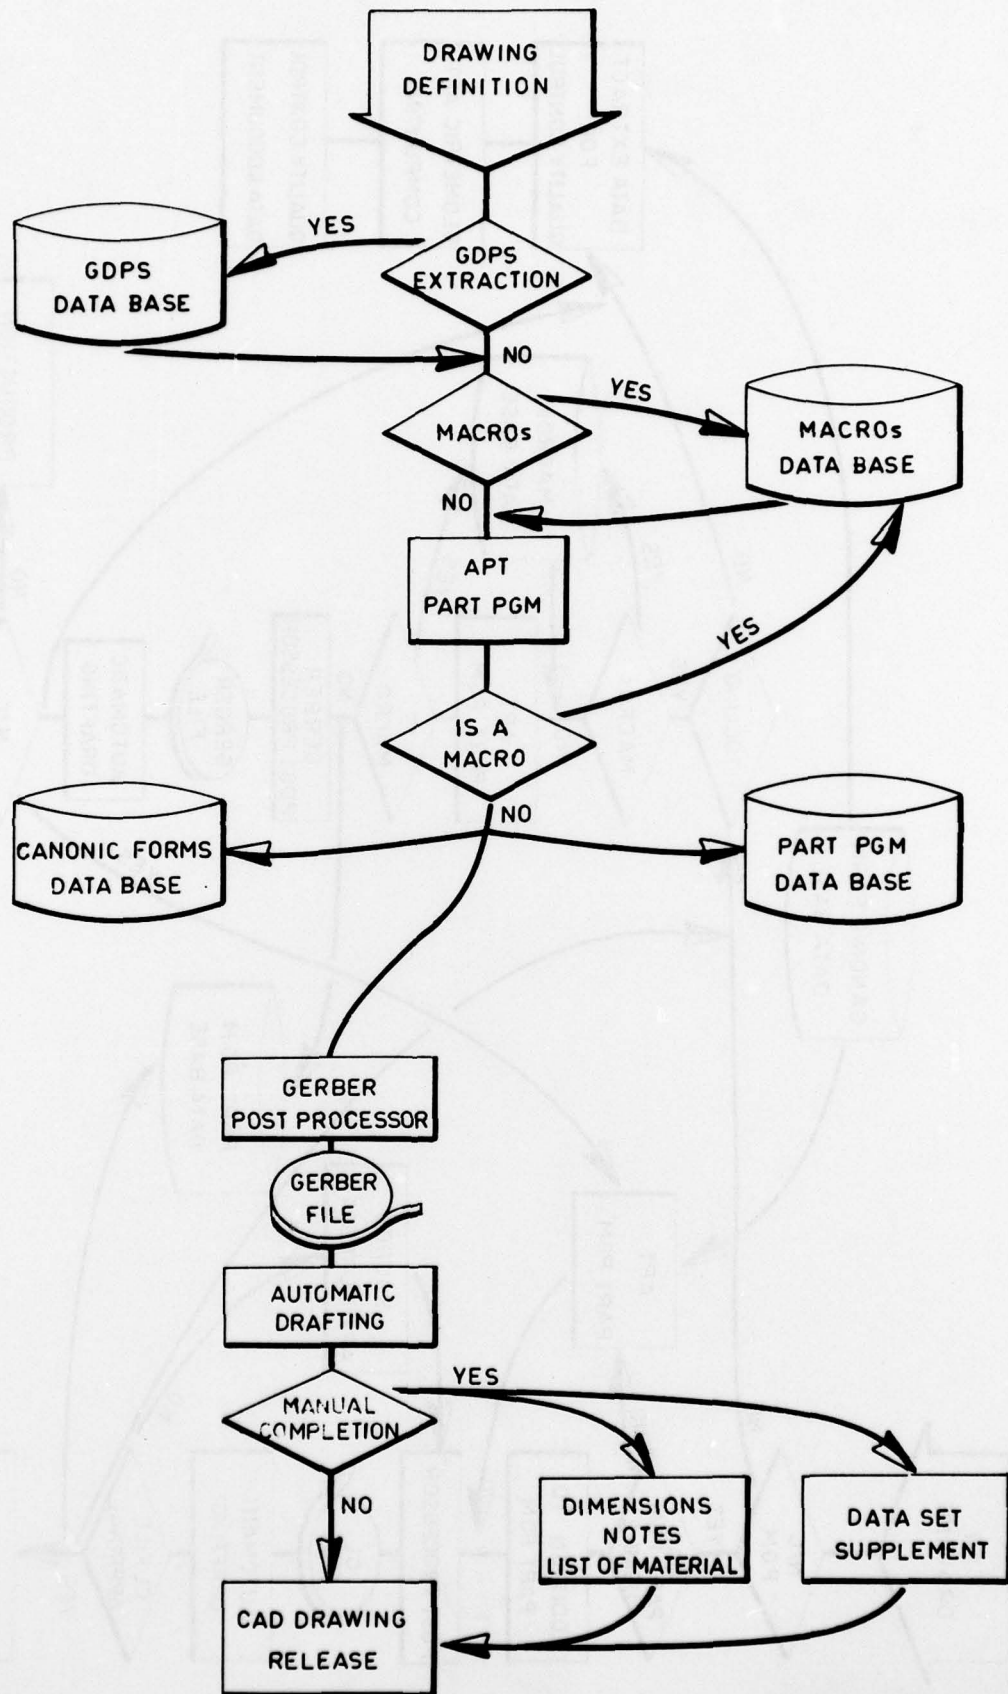 DRAWING
DEFINITION
YES
GDPS
EXTRACTION
GDPS
DATA BASE
NO
YES
MACROs
MACROs
DATA BASE
NO
APT
PART PGM
YES
IS A
MACRO
NO
CANONIC FORMS
DATA BASE
PART PGM
DATA BASE
GERBER
POST PROCESSOR
GERBER
FILE
AUTOMATIC
DRAFTING
YES
MANUAL
COMPLETION
NO
DIMENSIONS
NOTES
LIST OF MATERIAL
DATA SET
SUPPLEMENT
CAD DRAWING
RELEASE